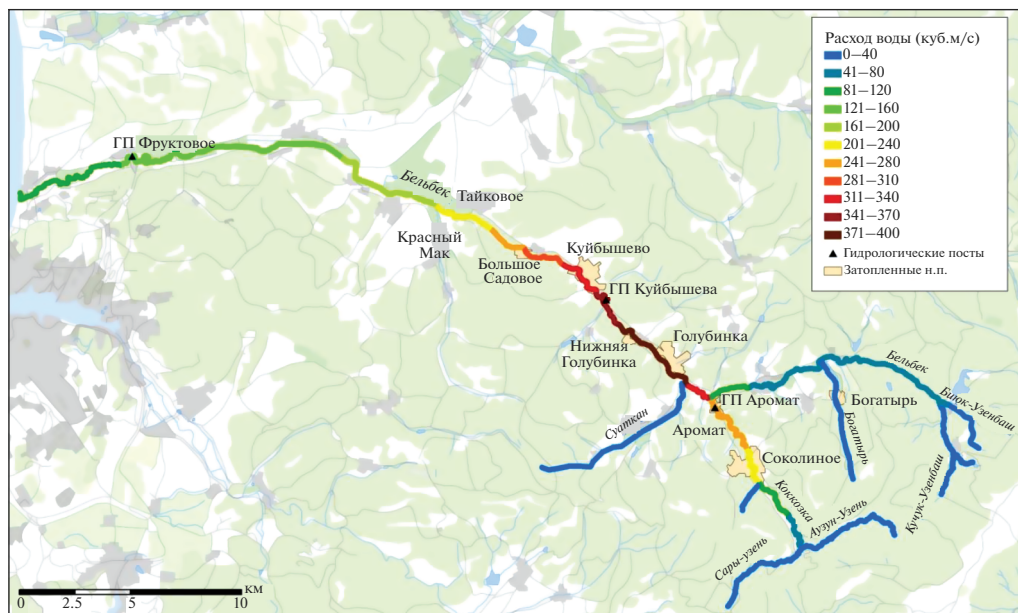 Расход воды (куб.м/с)
0–40
41–80
81–120
121–160
161–200
201–240
241–280
281–310
311–340
341–370
371–400
Гидрологические посты
Затопленные н.п.
ГП Фруктовое
Бельбек
Тайковое
Красный
Мак
Куйбышево
Большое
Садовое
ГП Куйбышева
Голубинка
Нижняя
Голубинка
Бельбек
ГП Аромат
Богатырь
Биюк-Узенбаш
Суаткан
Аромат
Богатырь
Соколиное
Коккозка
Кучук-Узенбаш
Аузун-Узень
Сары-узень
км
0 2.5 5 10